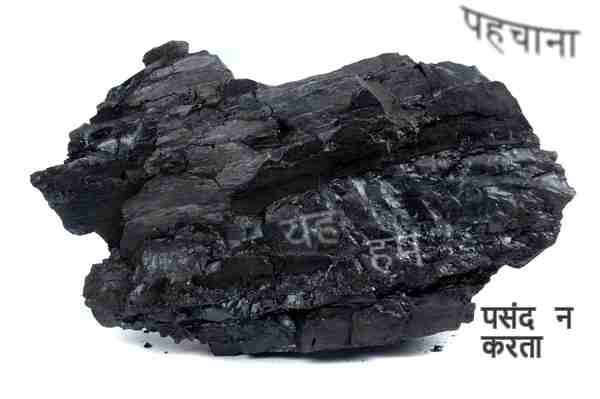 पहचाना
यह
हम
पसंद न
करता